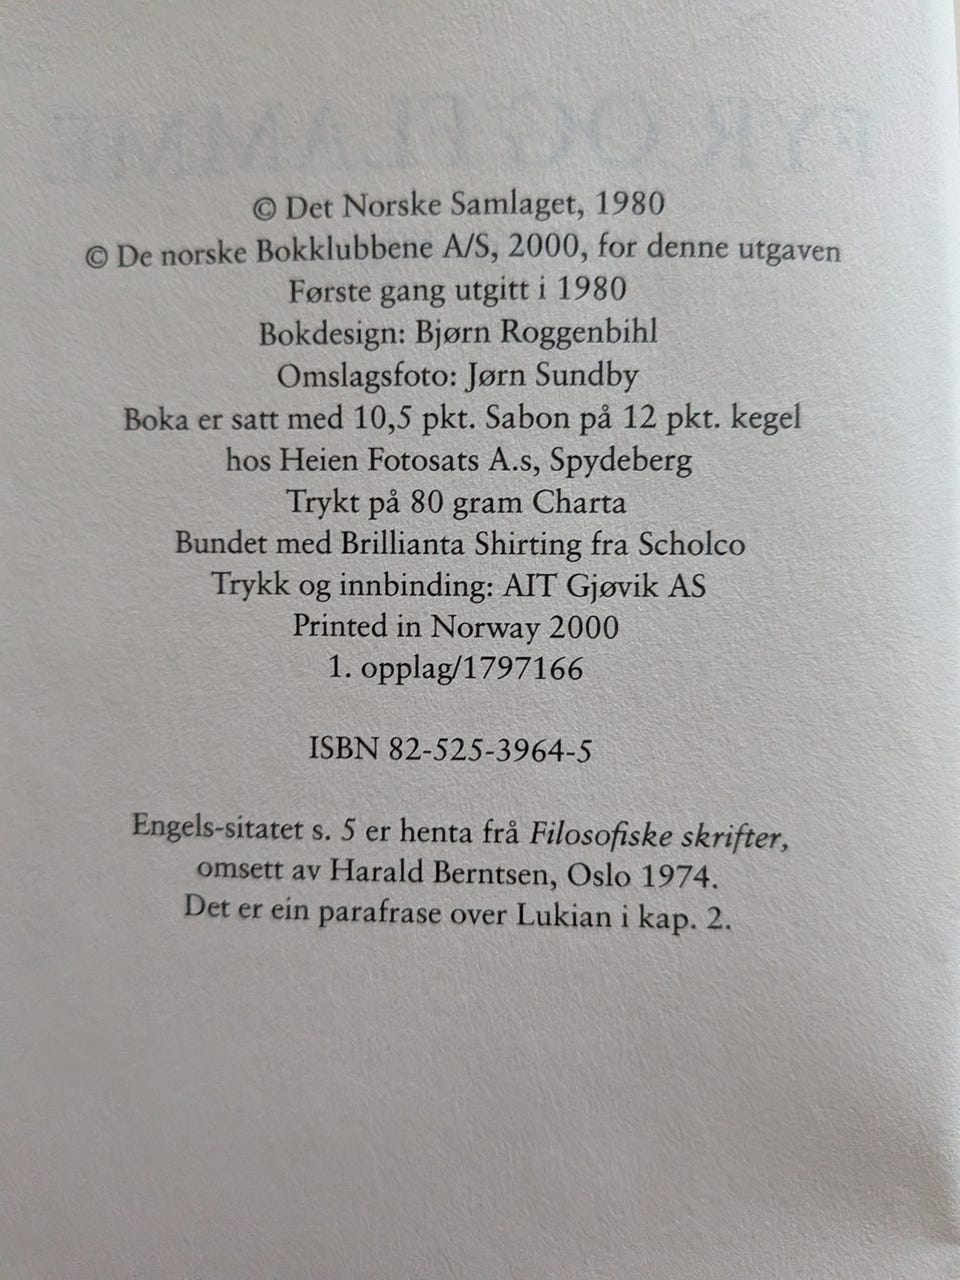 FYR OG FLAMME
© Det Norske Samlaget, 1980
© De norske Bokklubbene A/S, 2000, for denne utgaven
Første gang utgitt i 1980
Bokdesign: Bjørn Roggenbihl
Omslagsfoto: Jørn Sundby
Boka er satt med 10,5 pkt. Sabon på 12 pkt. kegel
hos Heien Fotosats A.s, Spydeberg
Trykt på 80 gram Charta
Bundet med Brillianta Shirting fra Scholco
Trykk og innbinding: AIT Gjøvik AS
Printed in Norway 2000
1. opplag/1797166
ISBN 82-525-3964-5
Engels-sitatet s. 5 er henta frå Filosofiske skrifter,
omsett av Harald Berntsen, Oslo 1974.
Det er ein parafrase over Lukian i kap. 2.